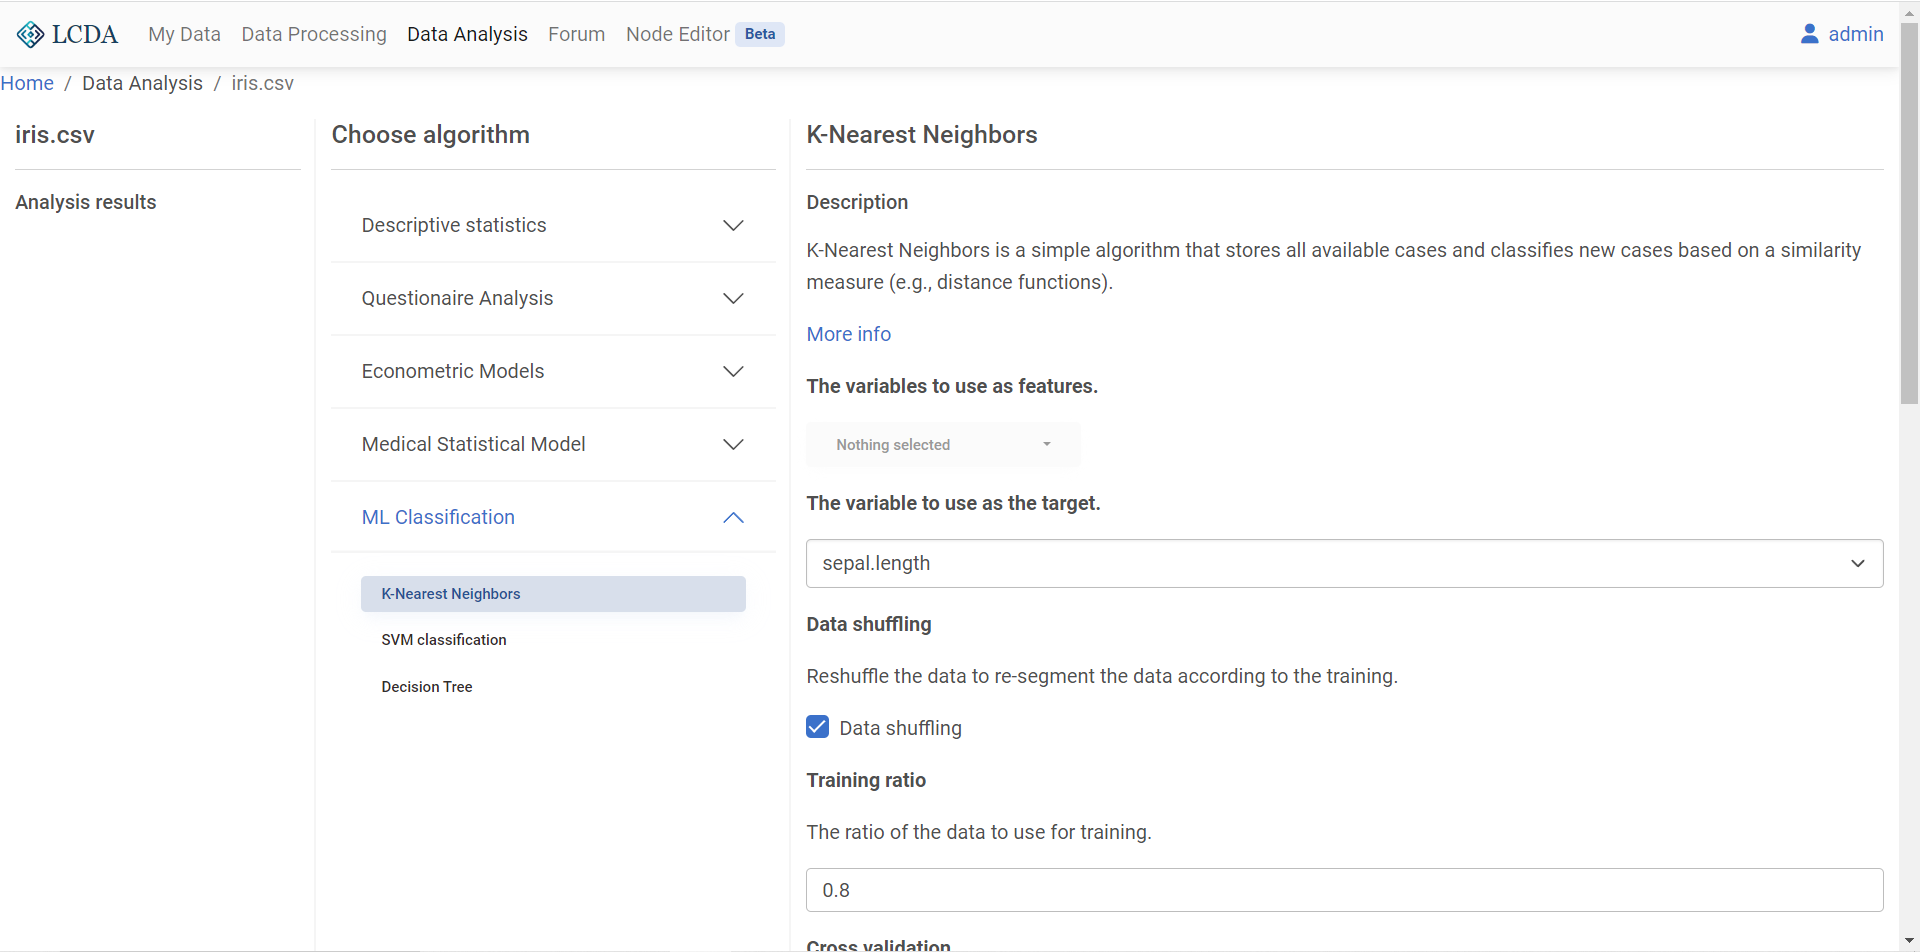 LCDA My Data Data Processing Data Analysis Forum Node Editor Beta admin
Home / Data Analysis / iris.csv
iris.csv
Analysis results
Choose algorithm
Descriptive statistics
Questionaire Analysis
Econometric Models
Medical Statistical Model
ML Classification
K-Nearest Neighbors
SVM classification
Decision Tree
K-Nearest Neighbors
Description
K-Nearest Neighbors is a simple algorithm that stores all available cases and classifies new cases based on a similarity
measure (e.g., distance functions).
More info
The variables to use as features.
Nothing selected
The variable to use as the target.
sepal.length
Data shuffling
Reshuffle the data to re-segment the data according to the training.
Data shuffling
Training ratio
The ratio of the data to use for training.
0.8
Cross validation